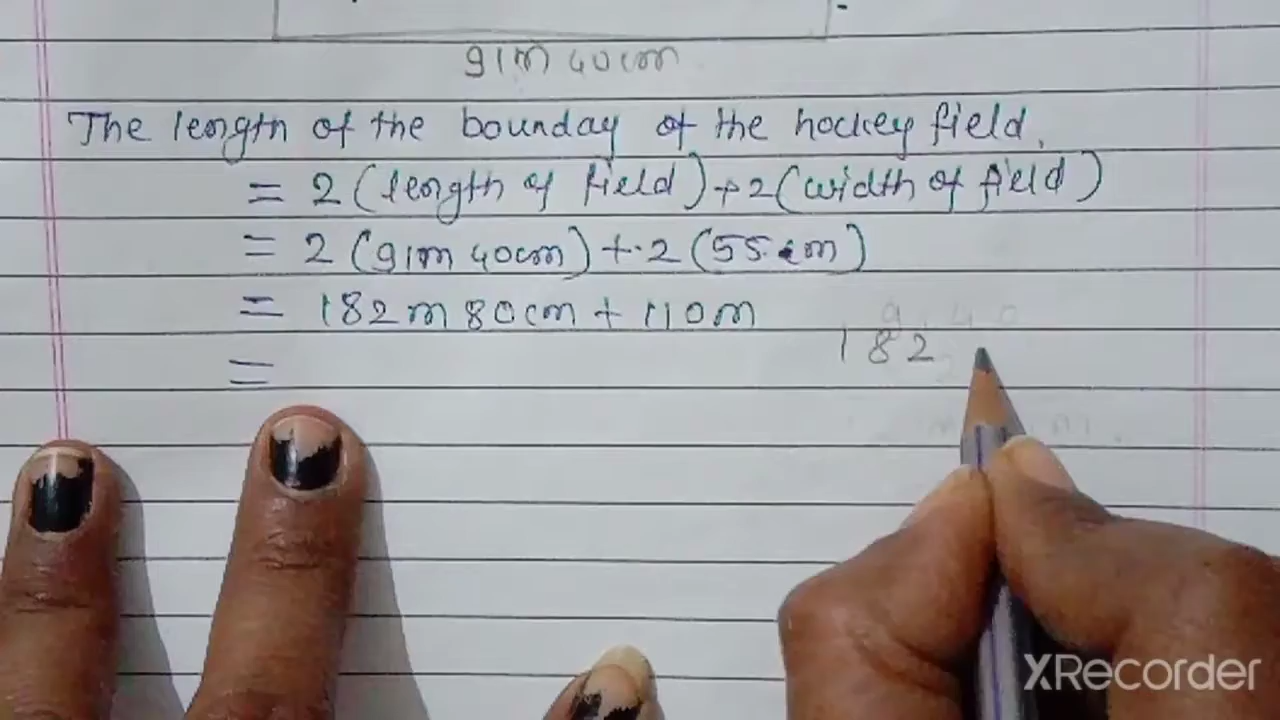 91m 40cm
The length of the bounday of the hockey field.
= 2 (length of field) + 2 (width of field)
= 2 (91m 40cm) + 2 (55 m)
= 182 m 80 cm + 110 m
182
=
XRecorder